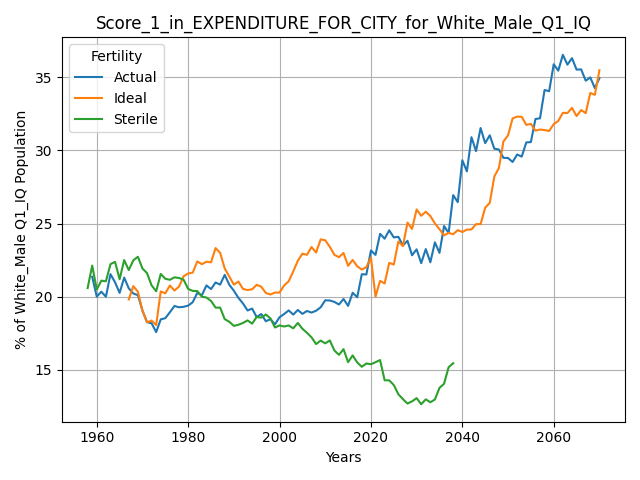 Score_1_in_EXPENDITURE_FOR_CITY_for_White_Male_Q1_IQ
Fertility
Actual
Ideal
Sterile
% of White_Male Q1_IQ Population
35
30
25
20
15
1960
1980
2000
2020
2040
2060
Years